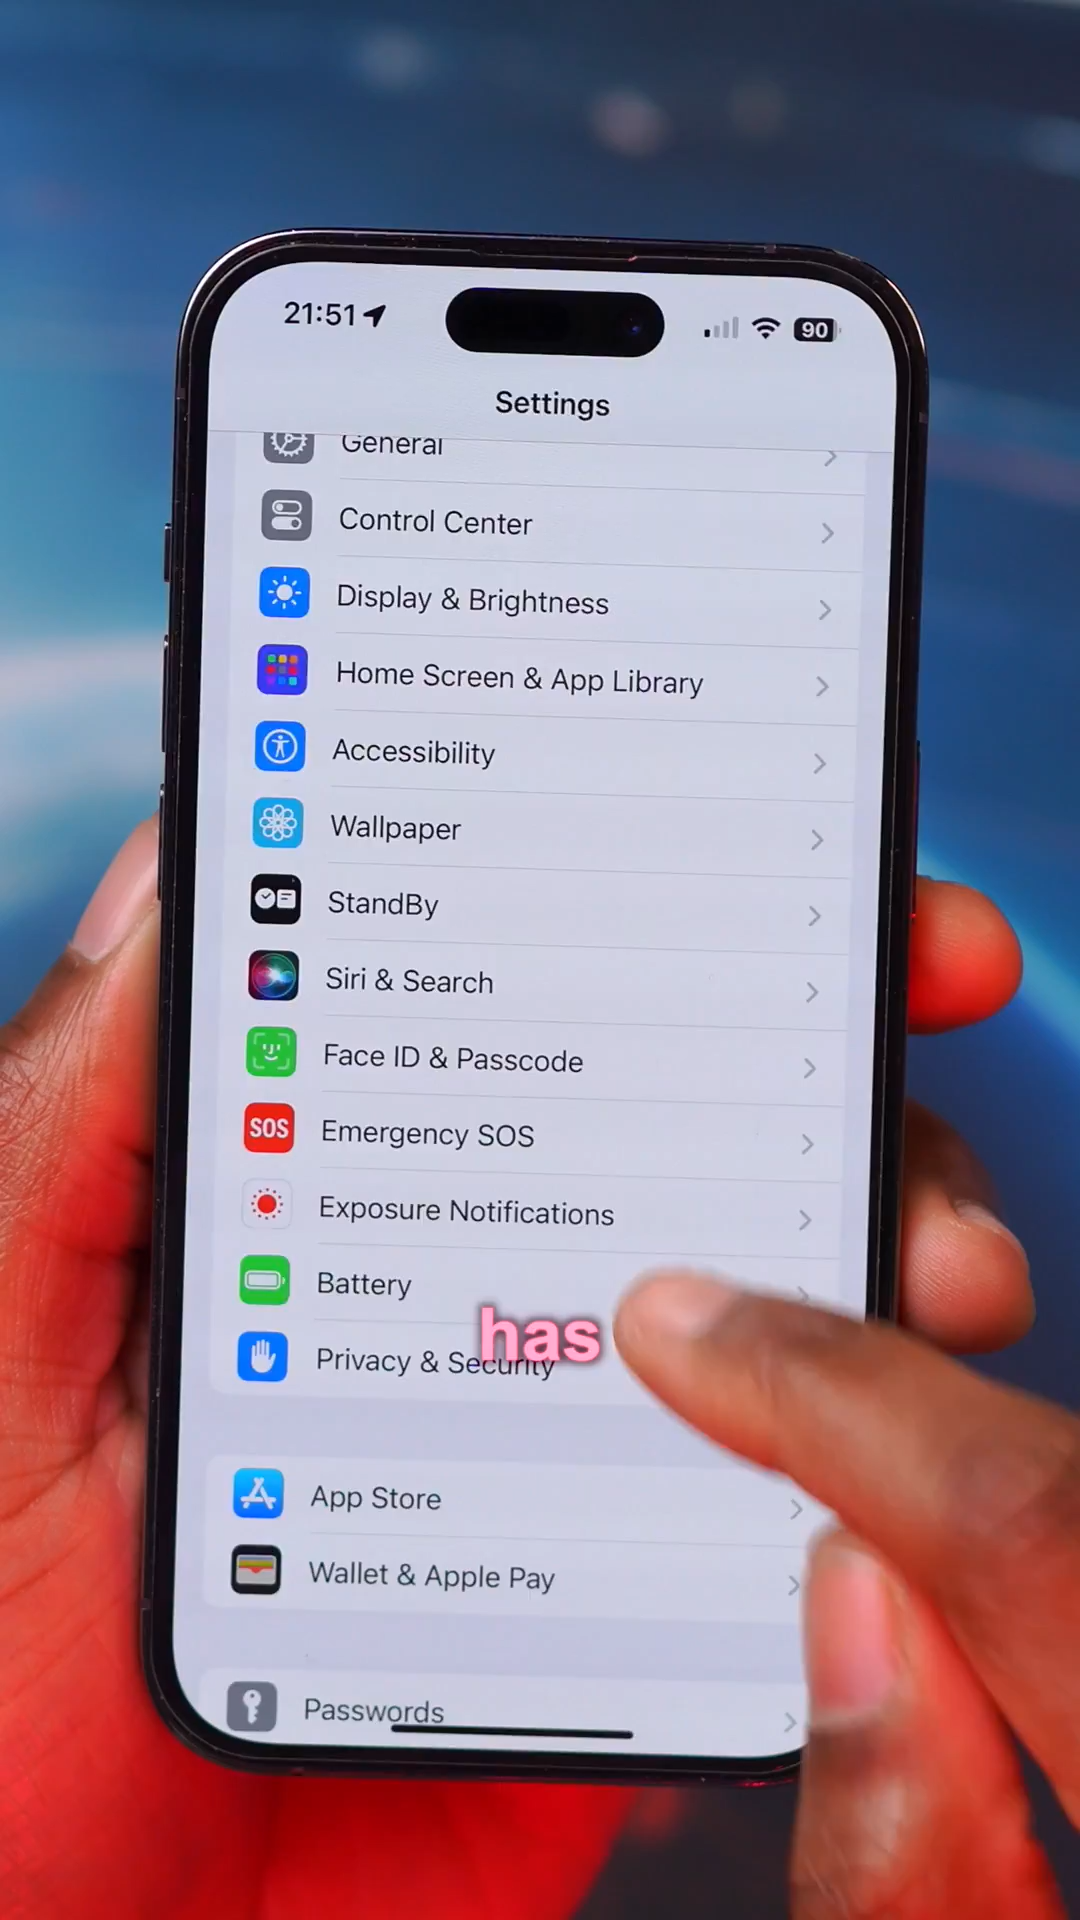 21:51
90
Settings
General
Control Center
Display & Brightness
Home Screen & App Library
Accessibility
Wallpaper
StandBy
Siri & Search
Face ID & Passcode
SOS Emergency SOS
Exposure Notifications
Battery
has
Privacy & Security
App Store
Wallet & Apple Pay
Passwords